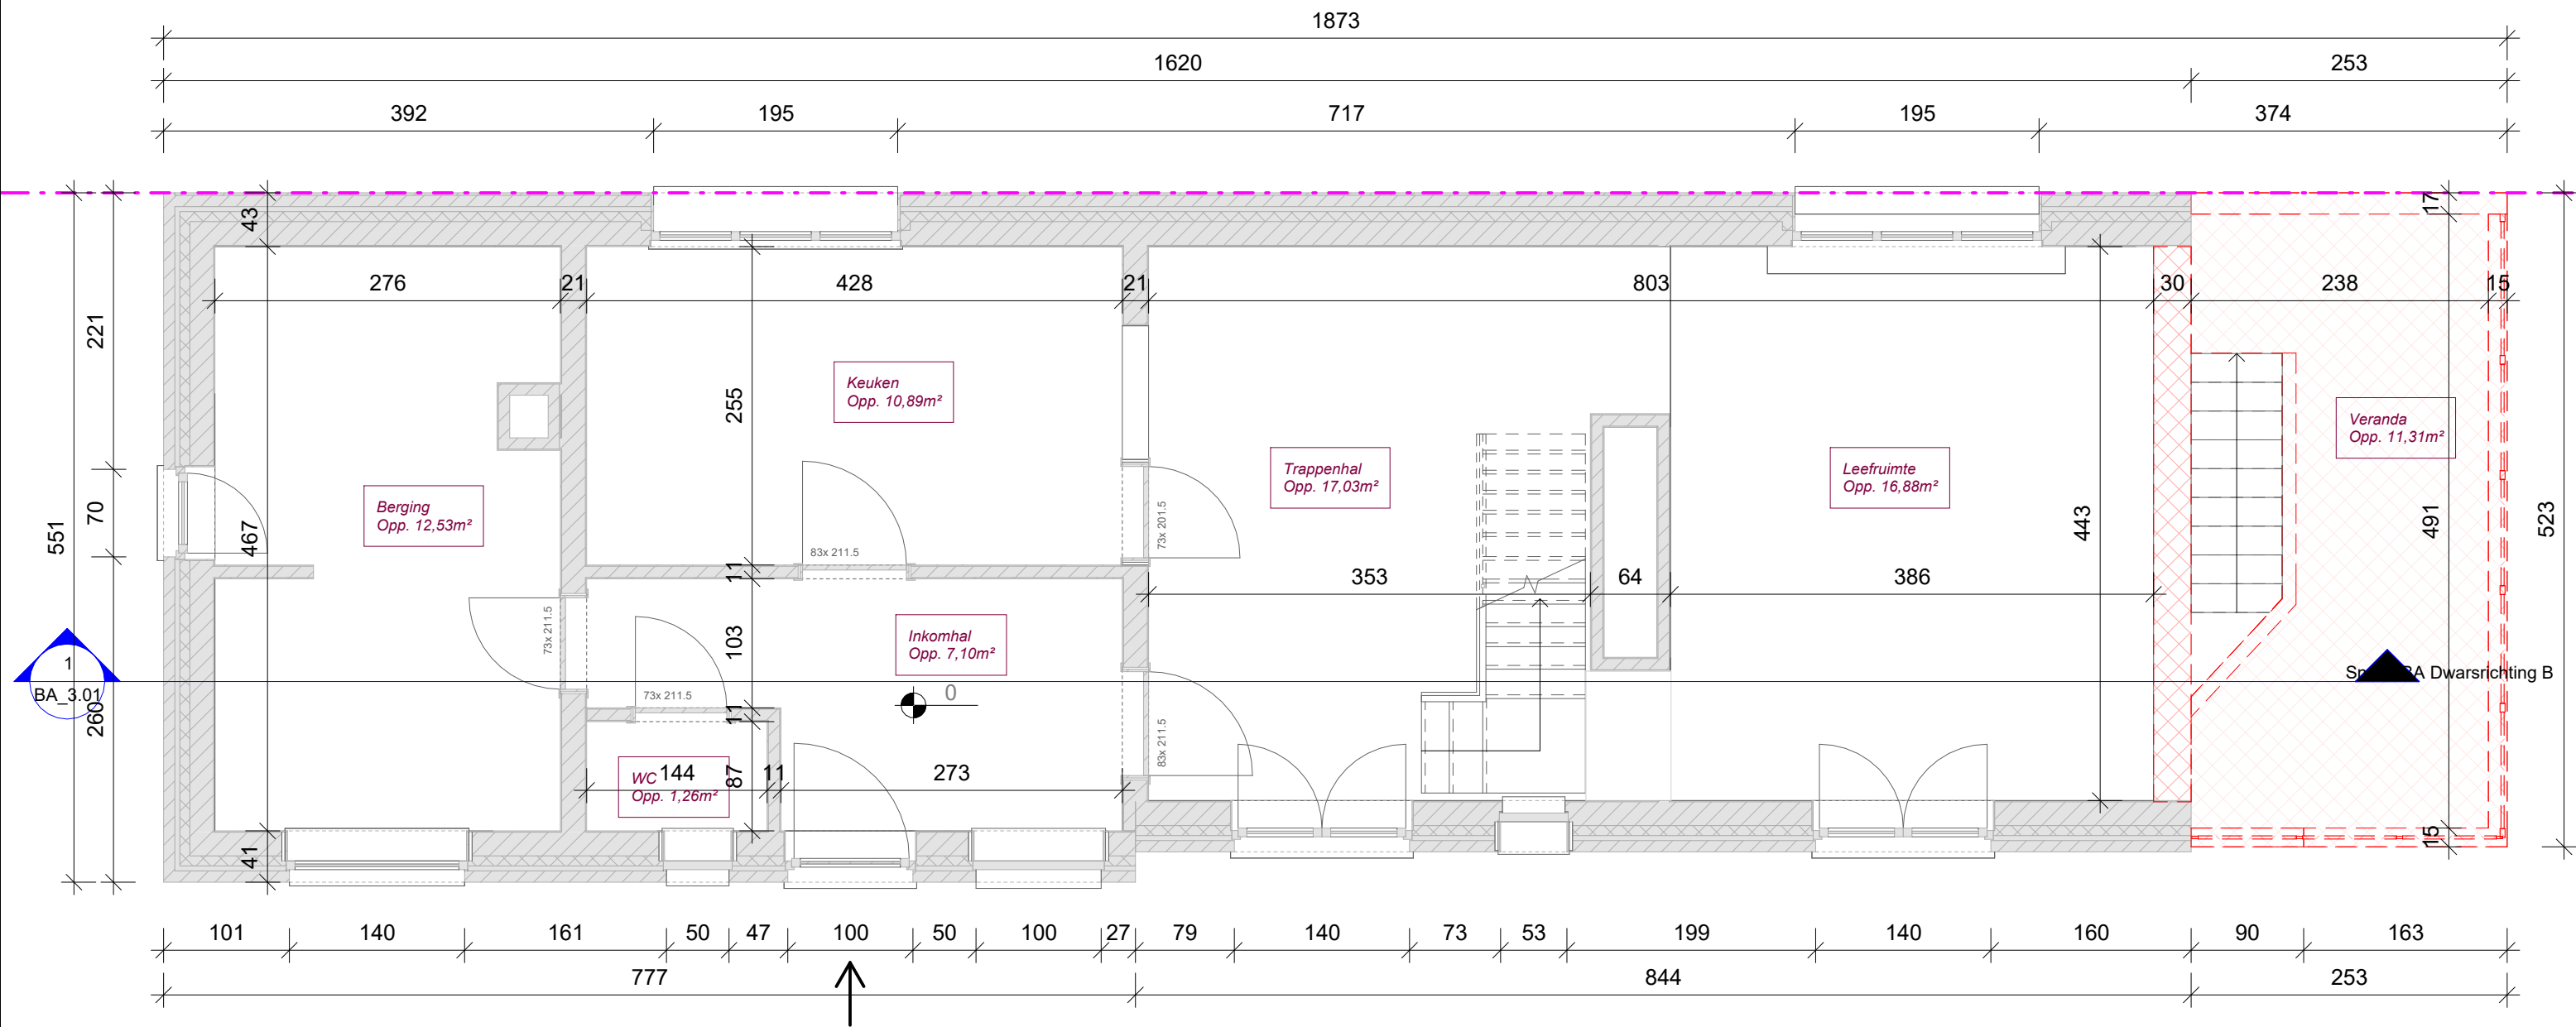 1873
1620 253
392 195 717 195 374
43 17
276 21 428 21 803 30 238 15
221
255
Keuken
Opp. 10,89m²
Veranda
Opp. 11,31m²
Trappenhal
Opp. 17,03m²
Leefruimte
Opp. 16,88m²
Berging
Opp. 12,53m²
551 70 467 73x 201.5 443 491 523
83x 211.5
11 353 64 386
73x 211.5
103
Inkomhal
Opp. 7,10m²
1
BA_3.01
260
73x 211.5
0
11
83x 211.5
BA Dwarsrichting B
WC
Opp. 1,26m²
144 87 11 273
41 15
101 140 161 50 47 100 50 100 27 79 140 73 53 199 140 160 90 163
777 844 253